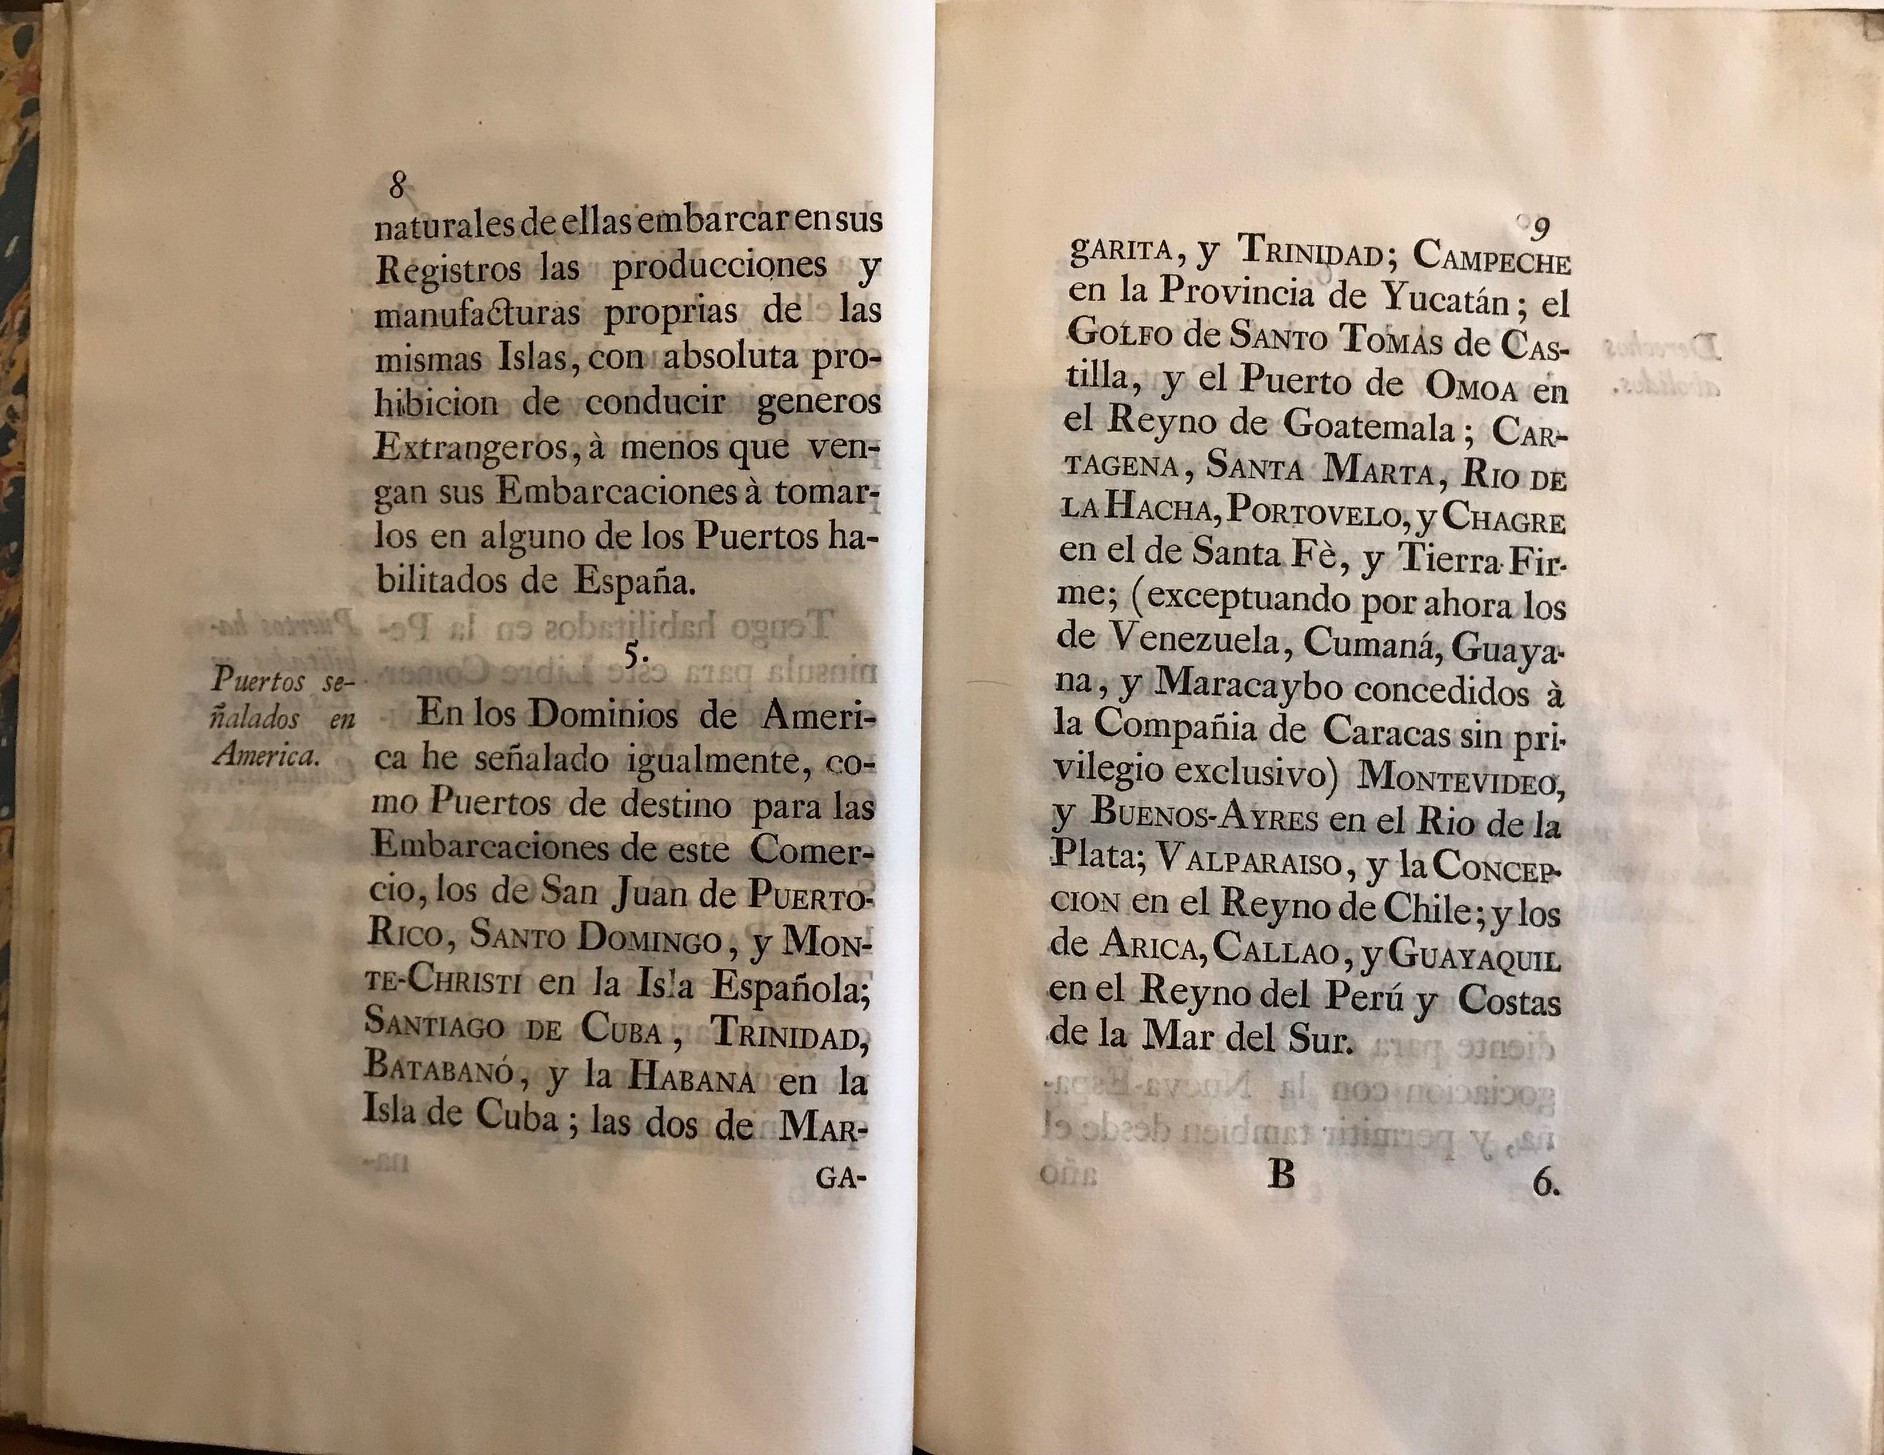 8
naturales de ellas embarcar en sus
Registros las producciones y
manufacturas proprias de las
mismas Islas, con absoluta pro-
hibicion de conducir generos
Extrangeros, à menos que ven-
gan sus Embarcaciones à tomar-
los en alguno de los Puertos ha-
bilitados de España.
5.
Puertos se-
ñalados en
America.
En los Dominios de Ameri-
ca he señalado igualmente, co-
mo Puertos de destino para las
Embarcaciones de este Comer-
cio, los de San Juan de PUERTO-
RICO, SANTO DOMINGO, y MON-
TE-CHRISTI en la Isla Española;
SANTIAGO DE CUBA, TRINIDAD,
BATABANÓ, y la HABANA en la
Isla de Cuba; las dos de MAR-
GA-
9
gARITA, y TRINIDAD; CAMPECHE
en la Provincia de Yucatán; el
GOLFO de SANTO TOMÁS de CAS-
tilla, y el Puerto de OMOA en
el Reyno de Goatemala; CAR-
TAGENA, SANTA MARTA, RIO DE
LA HACHA, PORTOVELO, y CHAGRE
en el de Santa Fè, y Tierra Fir-
me; (exceptuando por ahora los
de Venezuela, Cumaná, Guaya-
na, y Maracaybo concedidos à
la Compañia de Caracas sin pri-
vilegio exclusivo) MONTEVIDEO,
y BUENOS-AYRES en el Rio de la
Plata; VALPARAISO, y la CONCEP-
CION en el Reyno de Chile; y los
de ARICA, CALLAO, y GUAYAQUIL
en el Reyno del Perú y Costas
de la Mar del Sur.
B
6.